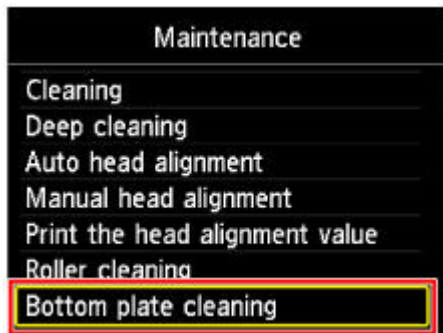 Maintenance
Cleaning
Deep cleaning
Auto head alignment
Manual head alignment
Print the head alignment value
Roller cleaning
Bottom plate cleaning